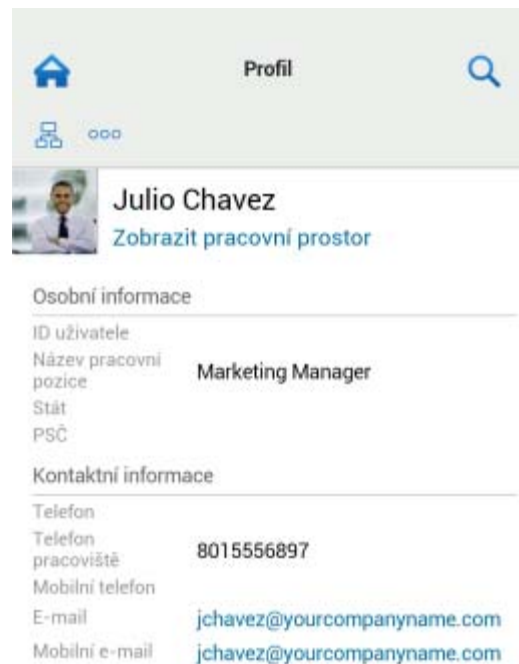 Profil
Julio Chavez
Zobrazit pracovní prostor
Osobní informace
ID uživatele
Název pracovní
pozice
Marketing Manager
Stát
PSČ
Kontaktní informace
Telefon
Telefon
pracoviště
8015556897
Mobilní telefon
E-mail
jchavez@yourcompanyname.com
Mobilní e-mail
jchavez@yourcompanyname.com